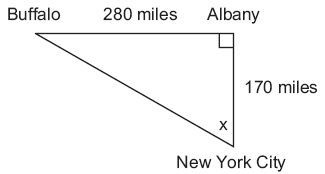 Buffalo 280 miles Albany
170 miles
x
New York City